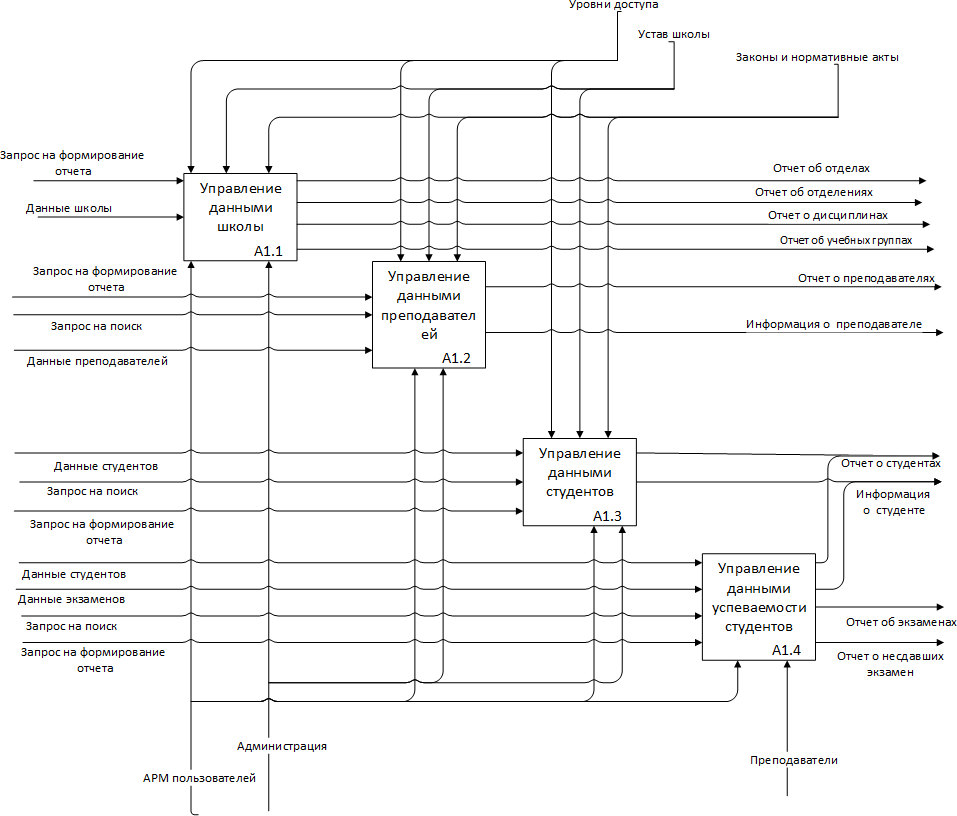 Уровни доступа
Устав школы
Законы и нормативные акты
Запрос на формирование
отчета
Данные школы
Управление
данными
школы
A1.1
Отчет об отделах
Отчет об отделениях
Отчет о дисциплинах
Отчет об учебных группах
Запрос на формирование
отчета
Запрос на поиск
Данные преподавателей
Управление
данными
преподавател
ей
A1.2
Отчет о преподавателях
Информация о преподавателе
Данные студентов
Запрос на поиск
Запрос на формирование
отчета
Управление
данными
студентов
A1.3
Отчет о студентах
Информация
о студенте
Данные студентов
Данные экзаменов
Запрос на поиск
Запрос на формирование
отчета
Управление
данными
успеваемости
студентов
A1.4
Отчет об экзаменах
Отчет о несдавших
экзамен
Администрация
АРМ пользователей
Преподаватели